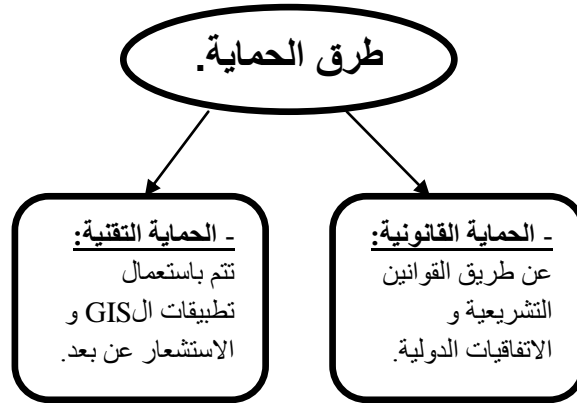 طرق الحماية.
- الحماية القانونية:
عن طريق القوانين
التشريعية و
الاتفاقيات الدولية.
- الحماية التقنية:
تتم باستعمال
تطبيقات الGIS و
الاستشعار عن بعد.